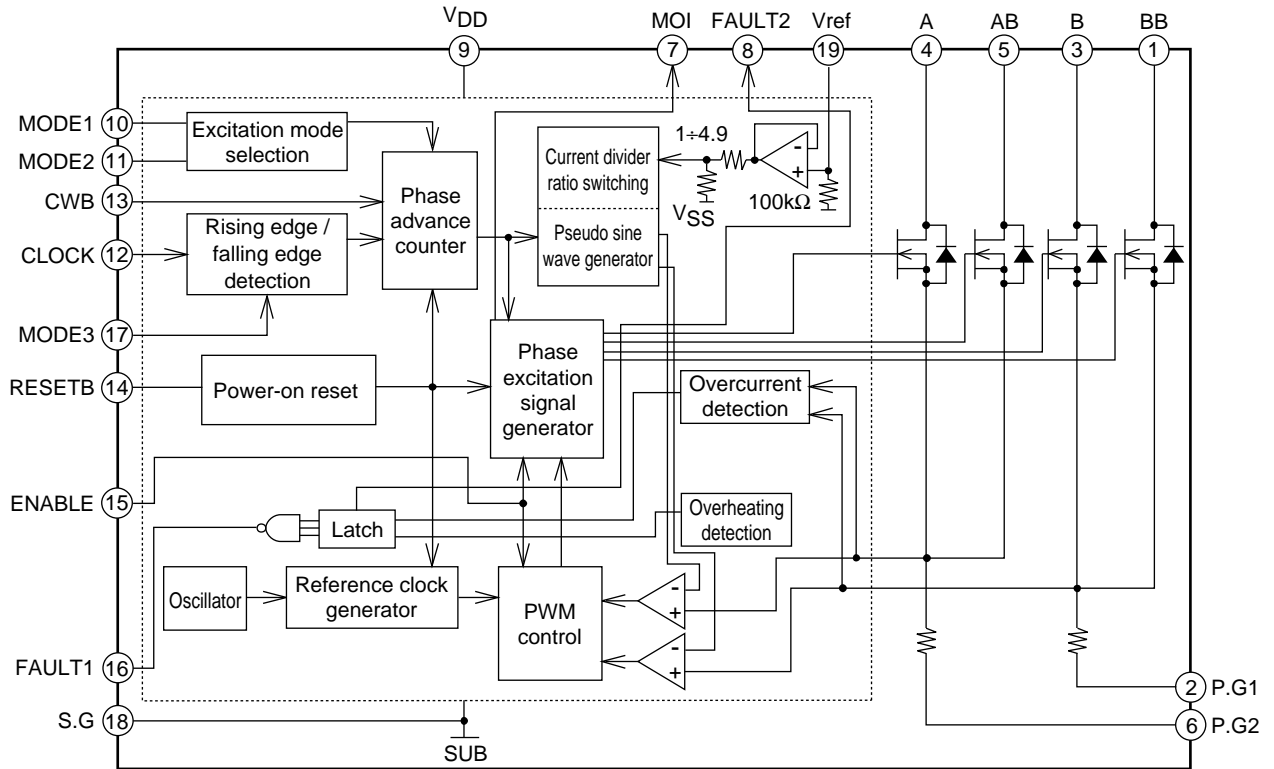 VDD
MOI
FAULT2
Vref
A
AB
B
BB
9
7
8
19
4
5
3
1
MODE1
10
MODE2
11
CWB
13
CLOCK
12
MODE3
17
RESETB
14
ENABLE
15
FAULT1
16
S.G
18
Excitation mode
selection
Rising edge /
falling edge
detection
Phase
advance
counter
Current divider
ratio switching
Pseudo sine
wave generator
1÷4.9
-
+
VSS
100kΩ
Power-on reset
Phase
excitation
signal
generator
Overcurrent
detection
Overheating
detection
Latch
Oscillator
Reference clock
generator
PWM
control
-
+
-
+
SUB
2
P.G1
6
P.G2